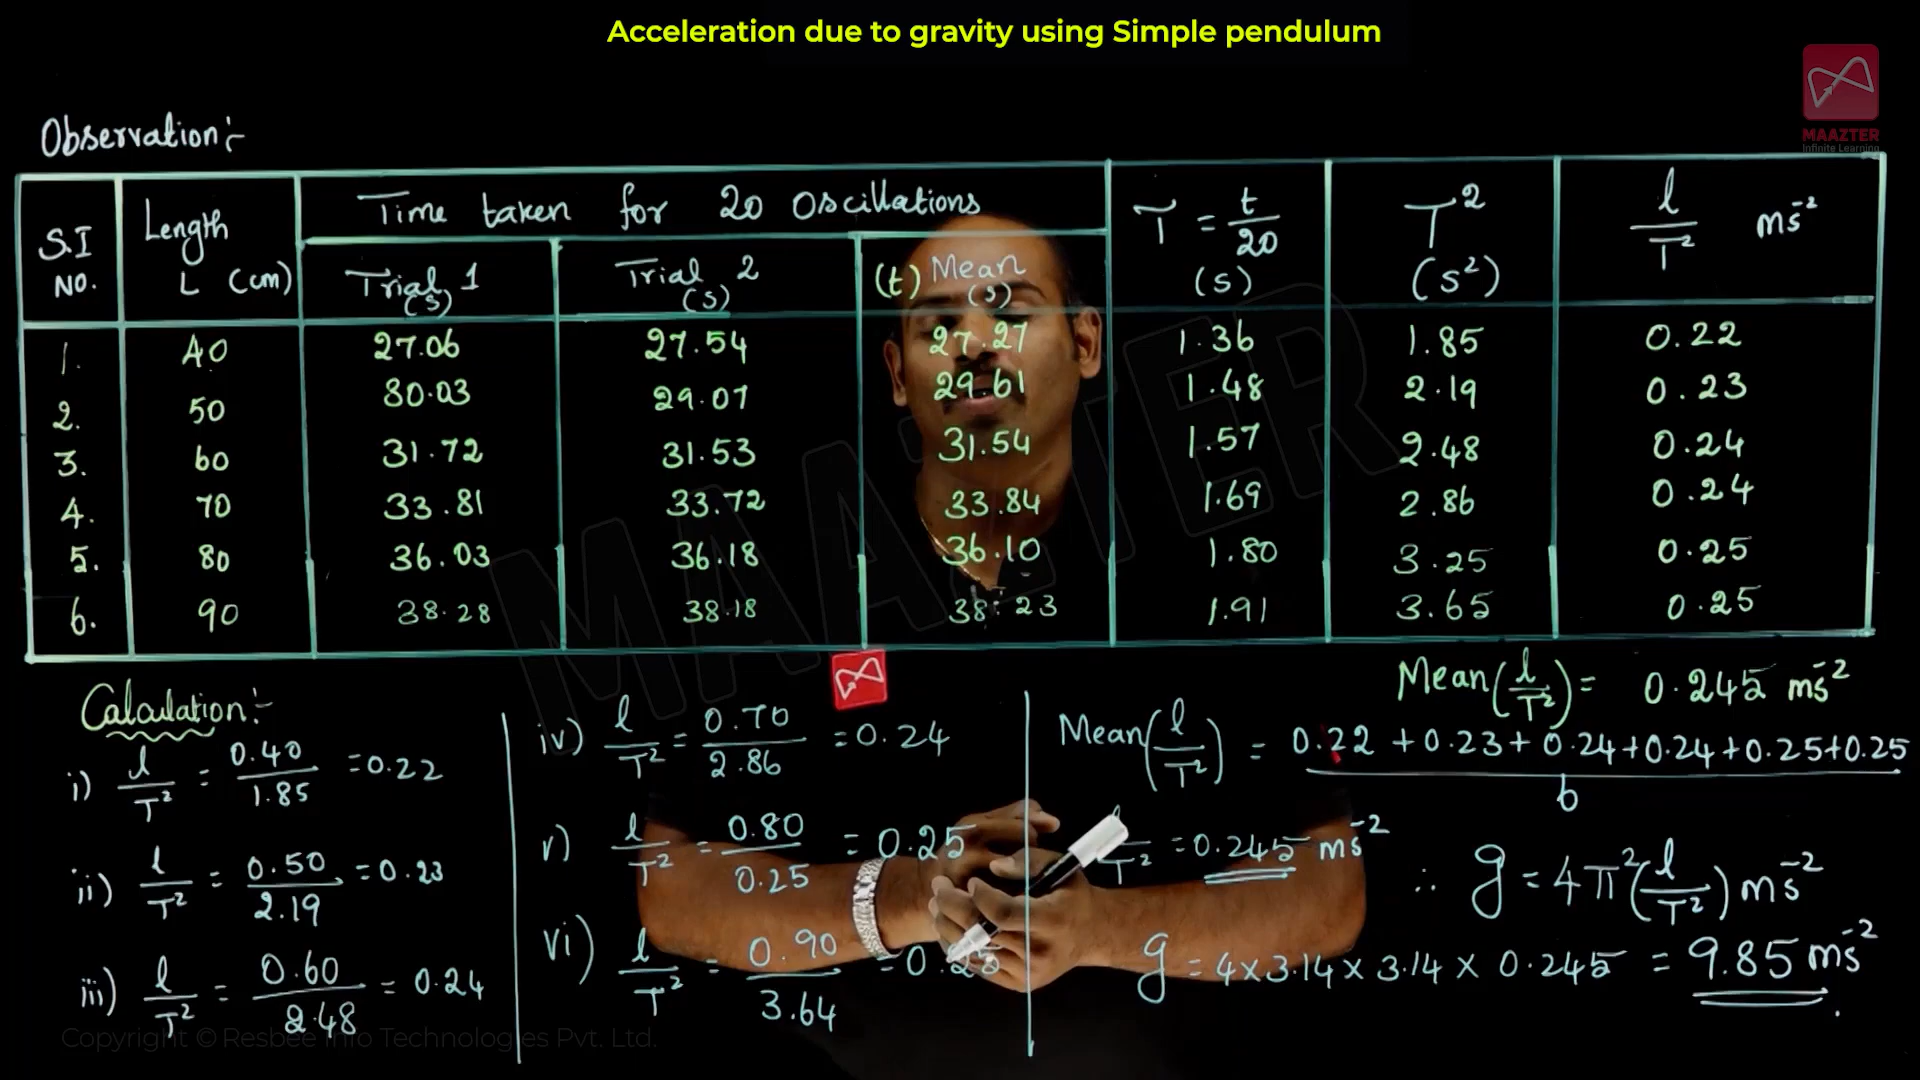 Acceleration due to gravity using Simple pendulum
MAAZTER
Infinite Learning
Observation:-
S.I NO. | Length L (cm) | Time taken for 20 Oscillations | T = t/20 (s) | T² (s²) | l/T² ms⁻²
Trial 1 (s) | Trial 2 (s) | (t) Mean (s)
1. | 40 | 27.06 | 27.54 | 27.27 | 1.36 | 1.85 | 0.22
2. | 50 | 80.03 | 29.07 | 29.61 | 1.48 | 2.19 | 0.23
3. | 60 | 31.72 | 31.53 | 31.54 | 1.57 | 2.48 | 0.24
4. | 70 | 33.81 | 33.72 | 33.84 | 1.69 | 2.86 | 0.24
5. | 80 | 36.03 | 36.18 | 36.10 | 1.80 | 3.25 | 0.25
6. | 90 | 38.28 | 38.18 | 38.23 | 1.91 | 3.65 | 0.25
MAAZTER
Mean (l/T²) = 0.245 ms⁻²
Calculation:-
i) l/T² = 0.40/1.85 = 0.22
ii) l/T² = 0.50/2.19 = 0.23
iii) l/T² = 0.60/2.48 = 0.24
iv) l/T² = 0.70/2.86 = 0.24
v) l/T² = 0.80/0.25 = 0.25
vi) l/T² = 0.90/3.64 = 0.25
Mean (l/T²) = 0.22 + 0.23 + 0.24 + 0.24 + 0.25 + 0.25 / 6
T² = 0.245 ms⁻²
∴ g = 4π² (l/T²) ms⁻²
g = 4 × 3.14 × 3.14 × 0.245 = 9.85 ms⁻².
Copyright © Resbee Info Technologies Pvt. Ltd.